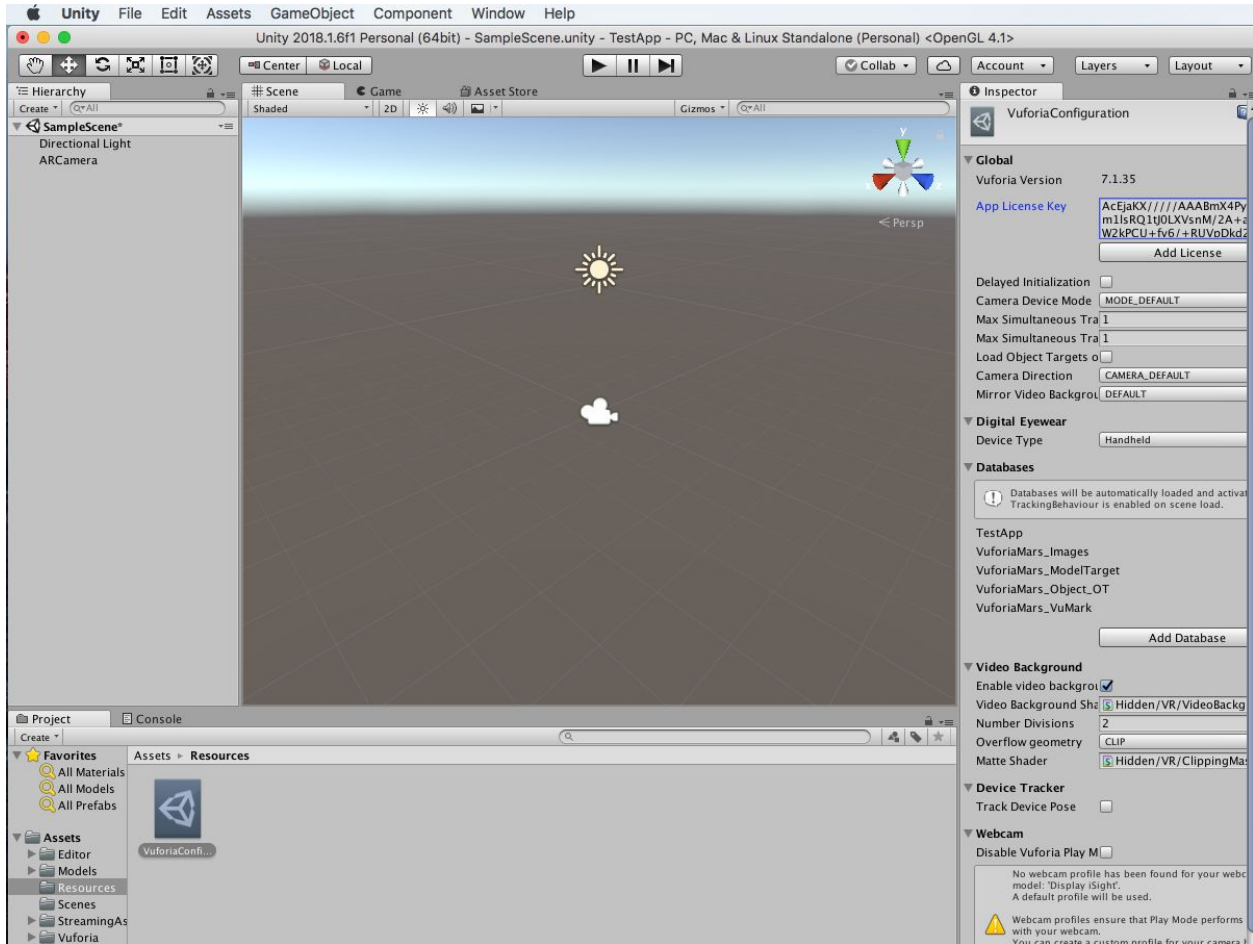 Unity File Edit Assets GameObject Component Window Help
Unity 2018.1.6f1 Personal (64bit) - SampleScene.unity - TestApp - PC, Mac & Linux Standalone (Personal) <OpenGL 4.1>
Center Local Collab Account Layers Layout
Hierarchy
Create All
SampleScene*
Directional Light
ARCamera
Scene Game Asset Store
Shaded 2D Gizmos All
y
Persp
Inspector
VuforiaConfiguration
Global
Vuforia Version 7.1.35
App License Key AcEjaKX/////AAABmX4Py
m1lsRQ1tJ0LXVsnM/2A+a
W2kPCU+fv6/+RUVpDkd2
Add License
Delayed Initialization
Camera Device Mode MODE_DEFAULT
Max Simultaneous Tra 1
Max Simultaneous Tra 1
Load Object Targets o
Camera Direction CAMERA_DEFAULT
Mirror Video Backgrou DEFAULT
Digital Eyewear
Device Type Handheld
Databases
Databases will be automatically loaded and activat
TrackingBehaviour is enabled on scene load.
TestApp
VuforiaMars_Images
VuforiaMars_ModelTarget
VuforiaMars_Object_OT
VuforiaMars_VuMark
Add Database
Video Background
Enable video backgrou
Video Background Sha Hidden/VR/VideoBackg
Number Divisions 2
Overflow geometry CLIP
Matte Shader Hidden/VR/ClippingMas
Device Tracker
Track Device Pose
Webcam
Disable Vuforia Play M
No webcam profile has been found for your webc
model: 'Display iSight'.
A default profile will be used.
Webcam profiles ensure that Play Mode performs
with your webcam.
You can create a custom profile for your camera
Project Console
Create
Favorites
All Materials
All Models
All Prefabs
Assets
Editor
Models
Resources
Scenes
StreamingAs
Vuforia
Assets Resources
VuforiaConfi...